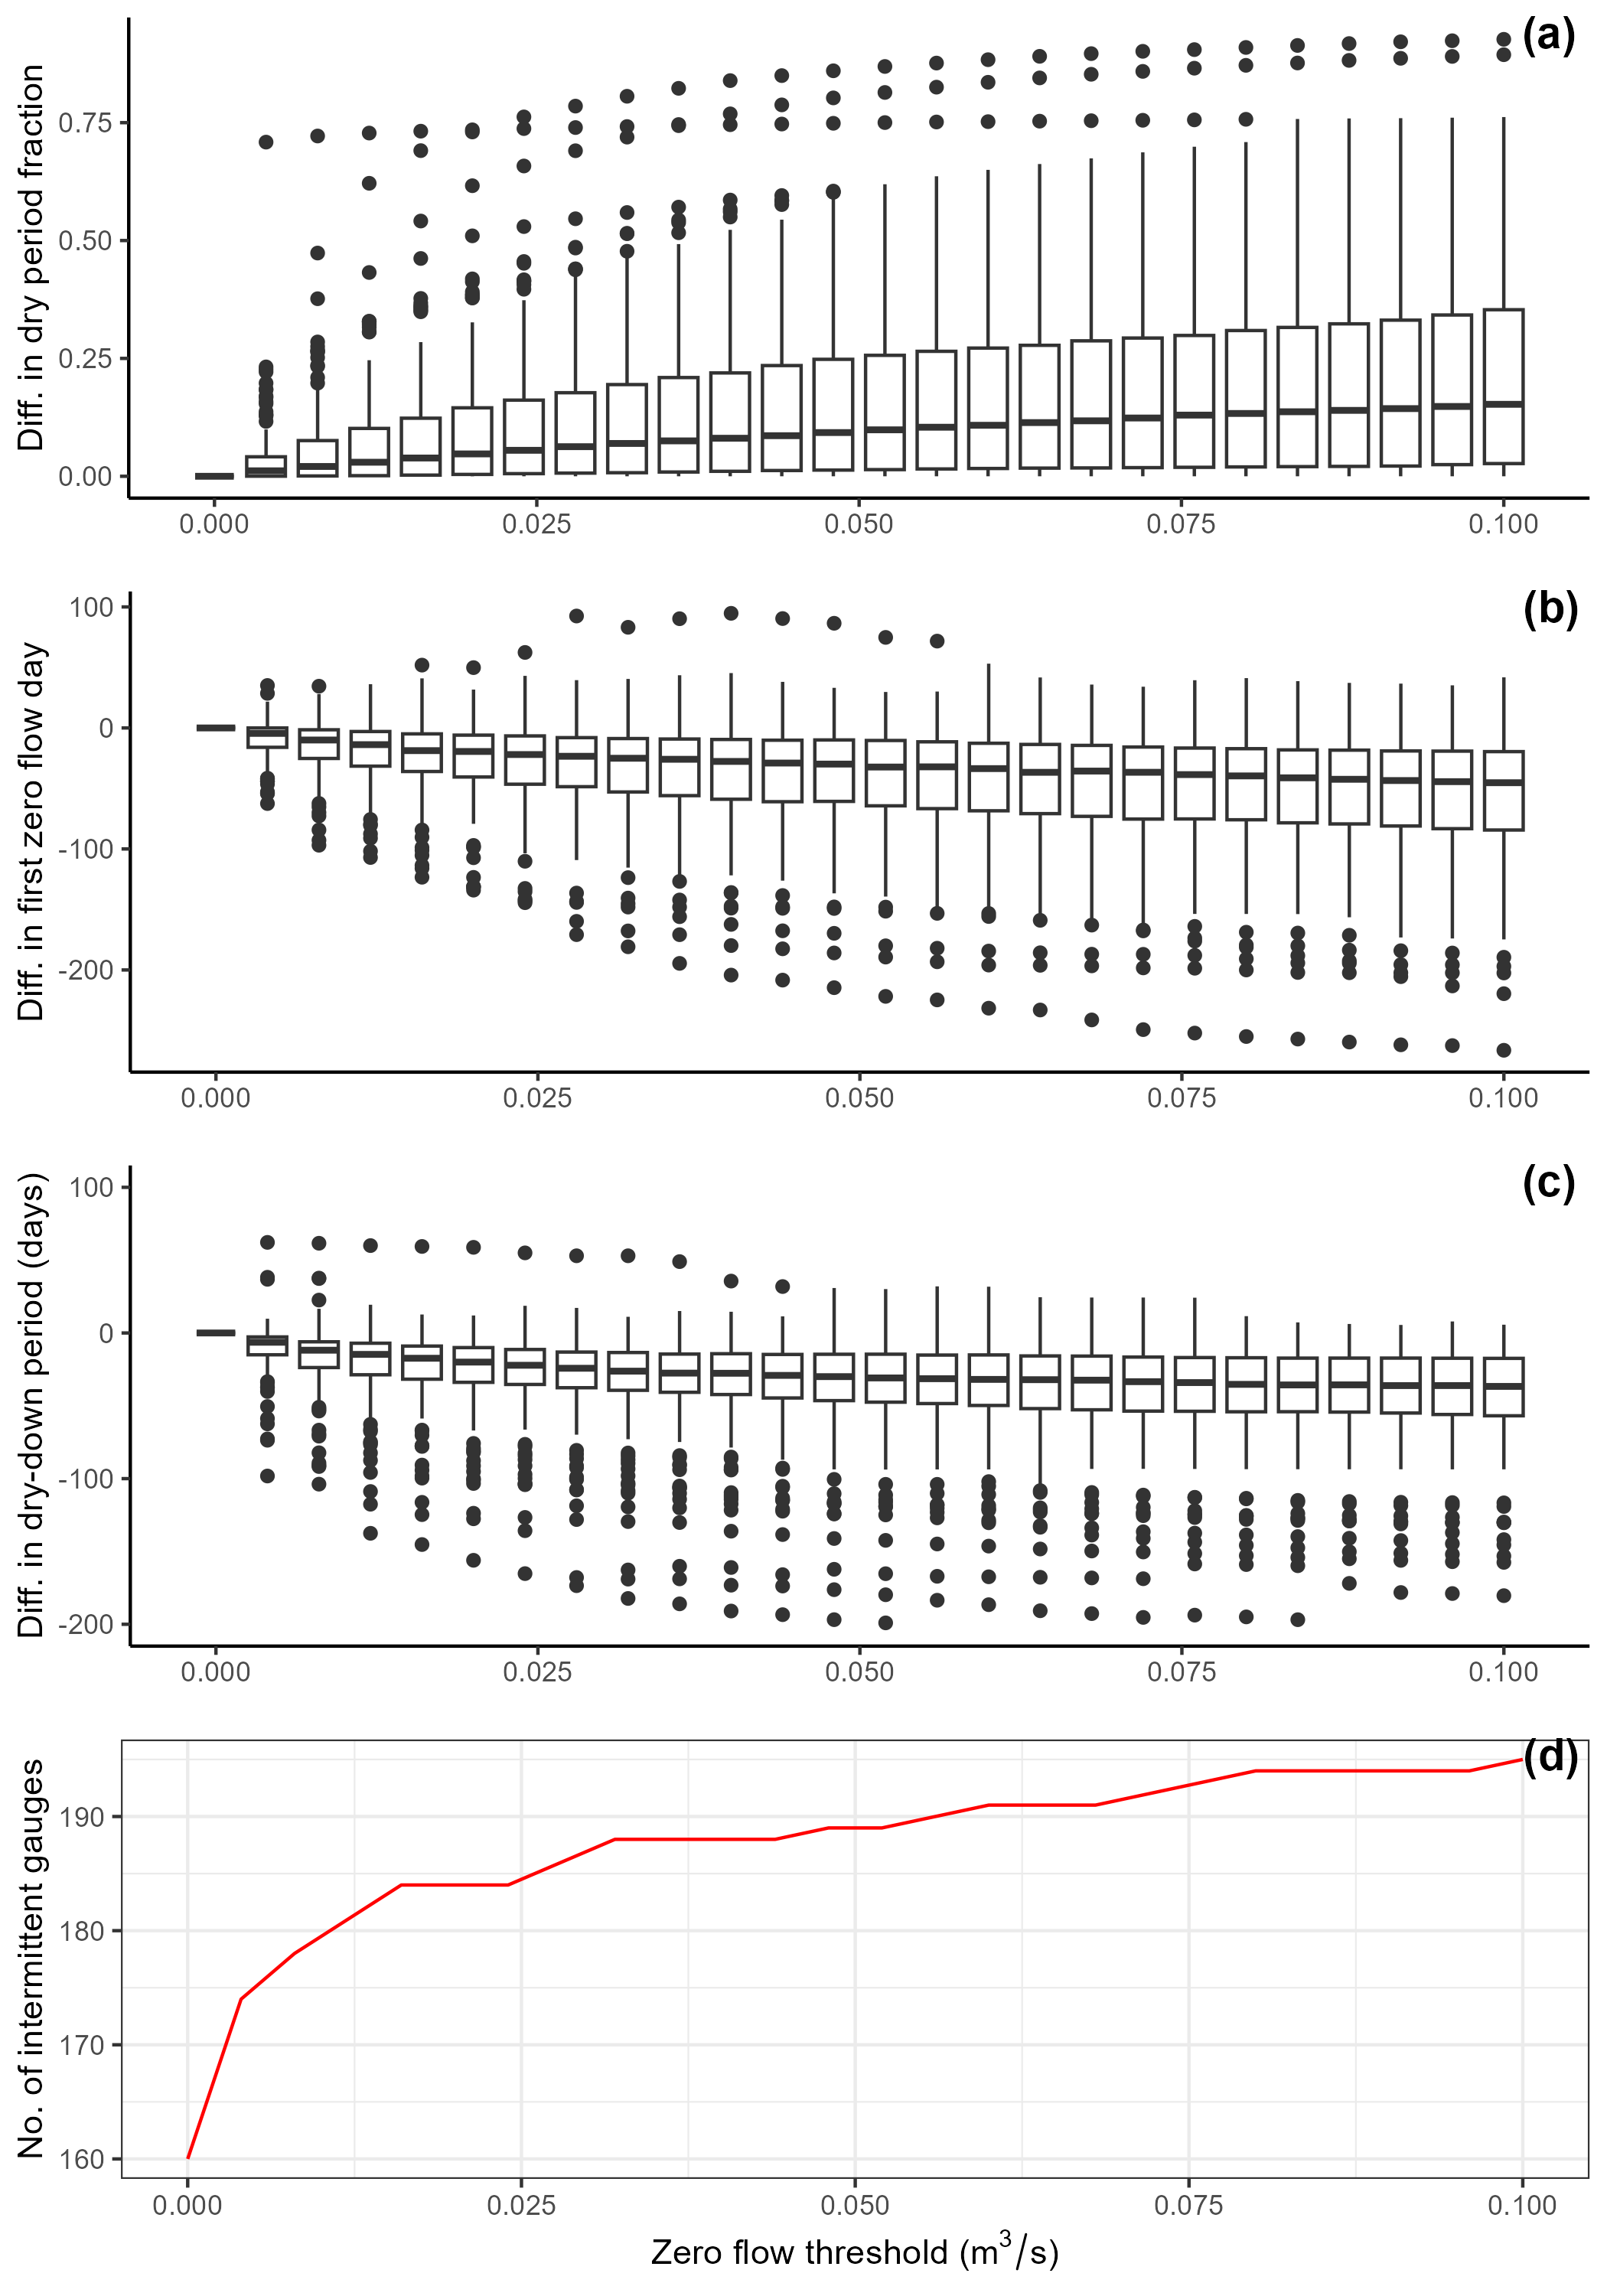 (a)
Diff. in dry period fraction
0.75
0.50
0.25
0.00
0.000 0.025 0.050 0.075 0.100
(b)
Diff. in first zero flow day
100
0
-100
-200
0.000 0.025 0.050 0.075 0.100
(c)
Diff. in dry-down period (days)
100
0
-100
-200
0.000 0.025 0.050 0.075 0.100
(d)
No. of intermittent gauges
190
180
170
160
0.000 0.025 0.050 0.075 0.100
Zero flow threshold (m³/s)